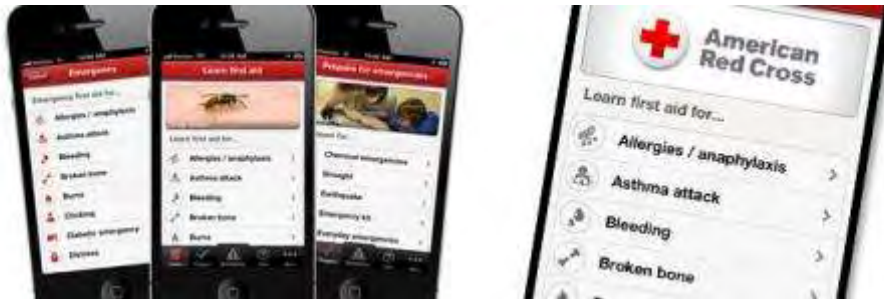 Emergency
Emergency first aid for...
Allergies / anaphylaxis
Asthma attack
Bleeding
Broken bone
Burns
Choking
Diabetic emergency
Distress
Learn first aid
Learn first aid for...
Allergies / anaphylaxis
Asthma attack
Bleeding
Broken bone
Burns
Prepare for emergencies
Chemical emergencies
Drought
Earthquake
Emergency kit
Everyday emergencies
American
Red Cross
Learn first aid for...
Allergies / anaphylaxis
Asthma attack
Bleeding
Broken bone